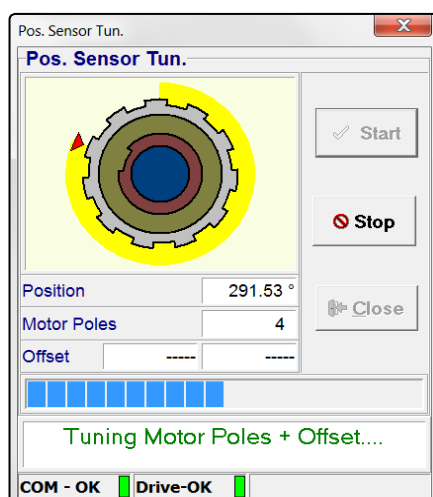 Pos. Sensor Tun.
Pos. Sensor Tun.
Start
Stop
Close
Position 291.53 °
Motor Poles 4
Offset ----- -----
Tuning Motor Poles + Offset....
COM - OK Drive-OK